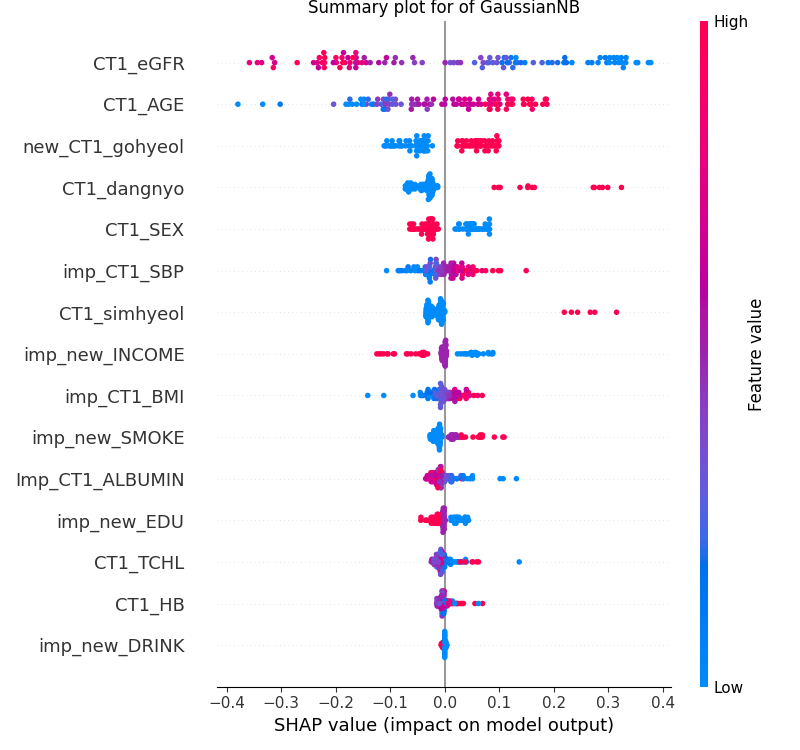 Summary plot for of GaussianNB
High
CT1_eGFR
CT1_AGE
new_CT1_gohyeol
CT1_dangnyo
CT1_SEX
imp_CT1_SBP
CT1_simhyeol
imp_new_INCOME
imp_CT1_BMI
imp_new_SMOKE
Imp_CT1_ALBUMIN
imp_new_EDU
CT1_TCHL
CT1_HB
imp_new_DRINK
Feature value
Low
−0.4 −0.3 −0.2 −0.1 0.0 0.1 0.2 0.3 0.4
SHAP value (impact on model output)